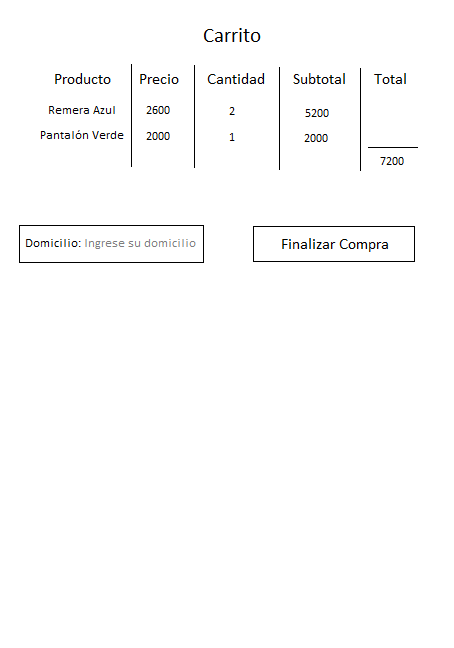 Carrito
Producto Precio Cantidad Subtotal Total
Remera Azul 2600 2 5200
Pantalón Verde 2000 1 2000
7200
Domicilio: Ingrese su domicilio Finalizar Compra